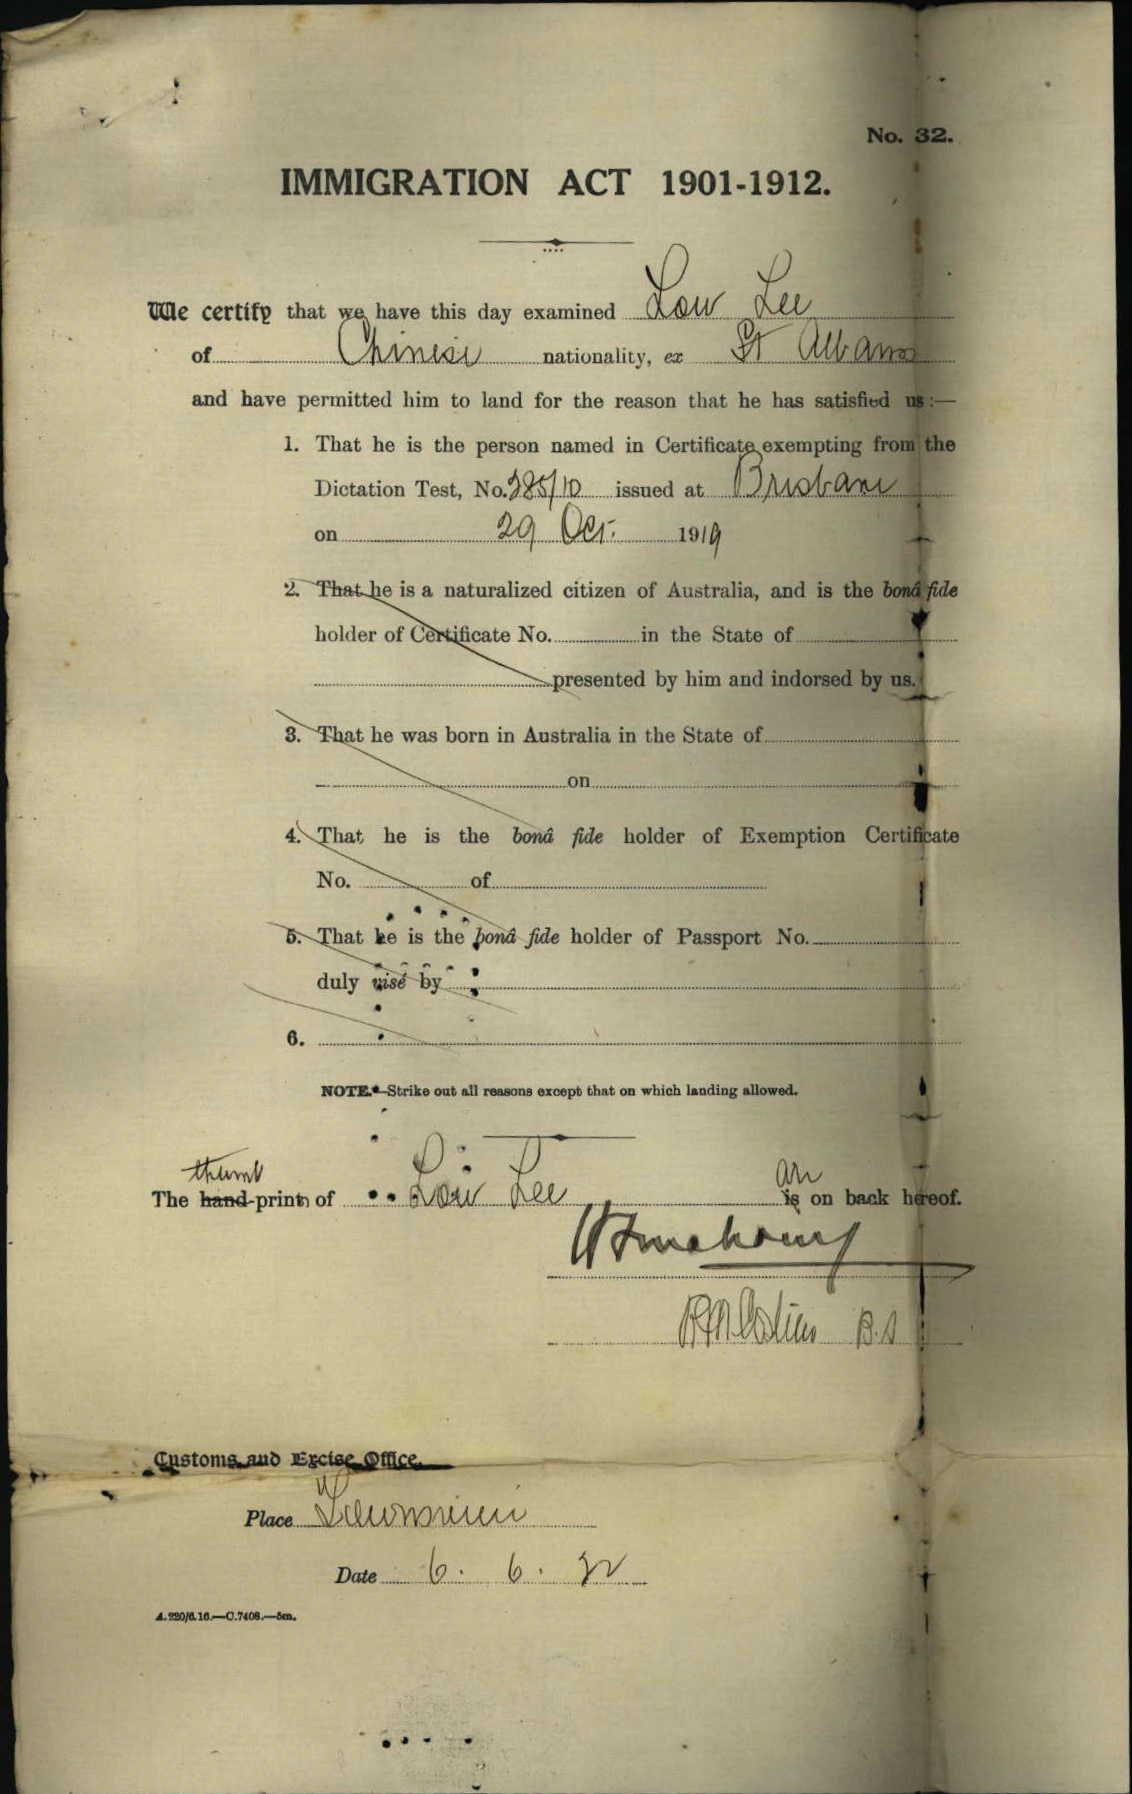 No. 32.
IMMIGRATION ACT 1901-1912.
We certify that we have this day examined Low Lee
of Chinese nationality, ex St Albans
and have permitted him to land for the reason that he has satisfied us:—
1. That he is the person named in Certificate exempting from the
Dictation Test, No. 285/10 issued at Brisbane
on 29 Oct. 1919
2. That he is a naturalized citizen of Australia, and is the bonâ fide
holder of Certificate No. in the State of
presented by him and indorsed by us.
3. That he was born in Australia in the State of
on
4. That he is the bonâ fide holder of Exemption Certificate
No. of
5. That he is the bonâ fide holder of Passport No.
duly visé by
6.
NOTE.—Strike out all reasons except that on which landing allowed.
thumb are
The hand-prints of Low Lee is on back hereof.
B.S
Customs and Excise Office.
Place Townsville
Date 6. 6. 22
A.220/6.16.—C.7408.—5m.